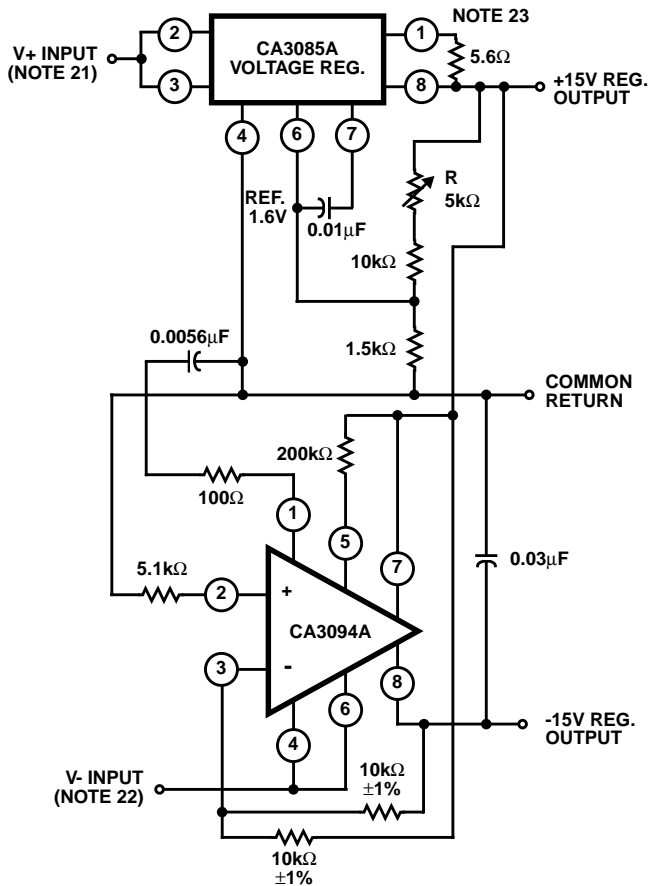 NOTE 23
V+ INPUT
(NOTE 21)
2
3
CA3085A
VOLTAGE REG.
1
8
5.6Ω
+15V REG.
OUTPUT
4
6
7
REF.
1.6V
0.01µF
R
5kΩ
10kΩ
1.5kΩ
0.0056µF
COMMON
RETURN
200kΩ
100Ω
1
5
7
0.03µF
5.1kΩ
2
+
CA3094A
3
-
8
6
4
-15V REG.
OUTPUT
V- INPUT
(NOTE 22)
10kΩ
±1%
10kΩ
±1%